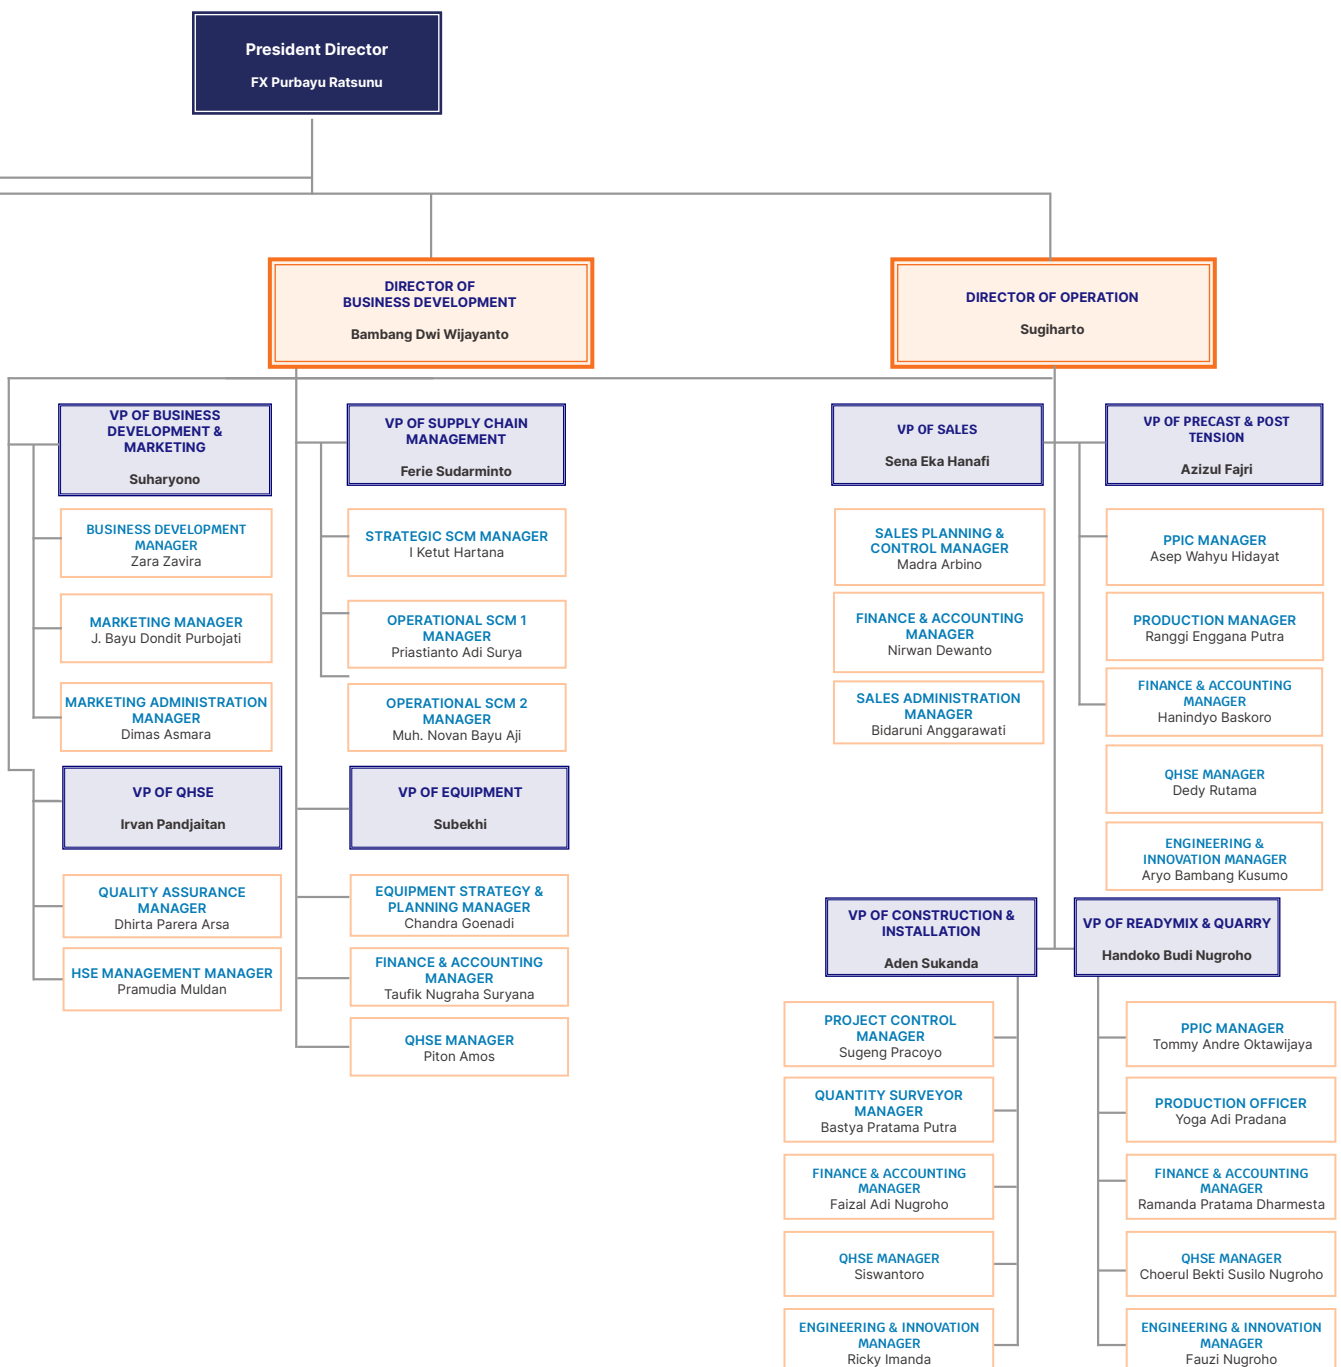 President Director
FX Purbayu Ratsunu
DIRECTOR OF
BUSINESS DEVELOPMENT
Bambang Dwi Wijayanto
DIRECTOR OF OPERATION
Sugiharto
VP OF BUSINESS
DEVELOPMENT &
MARKETING
Suharyono
BUSINESS DEVELOPMENT
MANAGER
Zara Zavira
MARKETING MANAGER
J. Bayu Dondit Purbojati
MARKETING ADMINISTRATION
MANAGER
Dimas Asmara
VP OF QHSE
Irvan Pandjaitan
QUALITY ASSURANCE
MANAGER
Dhirta Parera Arsa
HSE MANAGEMENT MANAGER
Pramudia Muldan
VP OF SUPPLY CHAIN
MANAGEMENT
Ferie Sudarminto
STRATEGIC SCM MANAGER
I Ketut Hartana
OPERATIONAL SCM 1
MANAGER
Priastianto Adi Surya
OPERATIONAL SCM 2
MANAGER
Muh. Novan Bayu Aji
VP OF EQUIPMENT
Subekhi
EQUIPMENT STRATEGY &
PLANNING MANAGER
Chandra Goenadi
FINANCE & ACCOUNTING
MANAGER
Taufik Nugraha Suryana
QHSE MANAGER
Piton Amos
VP OF SALES
Sena Eka Hanafi
SALES PLANNING &
CONTROL MANAGER
Madra Arbino
FINANCE & ACCOUNTING
MANAGER
Nirwan Dewanto
SALES ADMINISTRATION
MANAGER
Bidaruni Anggarawati
VP OF PRECAST & POST
TENSION
Azizul Fajri
PPIC MANAGER
Asep Wahyu Hidayat
PRODUCTION MANAGER
Ranggi Enggana Putra
FINANCE & ACCOUNTING
MANAGER
Hanindyo Baskoro
QHSE MANAGER
Dedy Rutama
ENGINEERING &
INNOVATION MANAGER
Aryo Bambang Kusumo
VP OF CONSTRUCTION &
INSTALLATION
Aden Sukanda
PROJECT CONTROL
MANAGER
Sugeng Pracoyo
QUANTITY SURVEYOR
MANAGER
Bastya Pratama Putra
FINANCE & ACCOUNTING
MANAGER
Faizal Adi Nugroho
QHSE MANAGER
Siswantoro
ENGINEERING & INNOVATION
MANAGER
Ricky Imanda
VP OF READYMIX & QUARRY
Handoko Budi Nugroho
PPIC MANAGER
Tommy Andre Oktawijaya
PRODUCTION OFFICER
Yoga Adi Pradana
FINANCE & ACCOUNTING
MANAGER
Ramanda Pratama Dharmesta
QHSE MANAGER
Choerul Bekti Susilo Nugroho
ENGINEERING & INNOVATION
MANAGER
Fauzi Nugroho